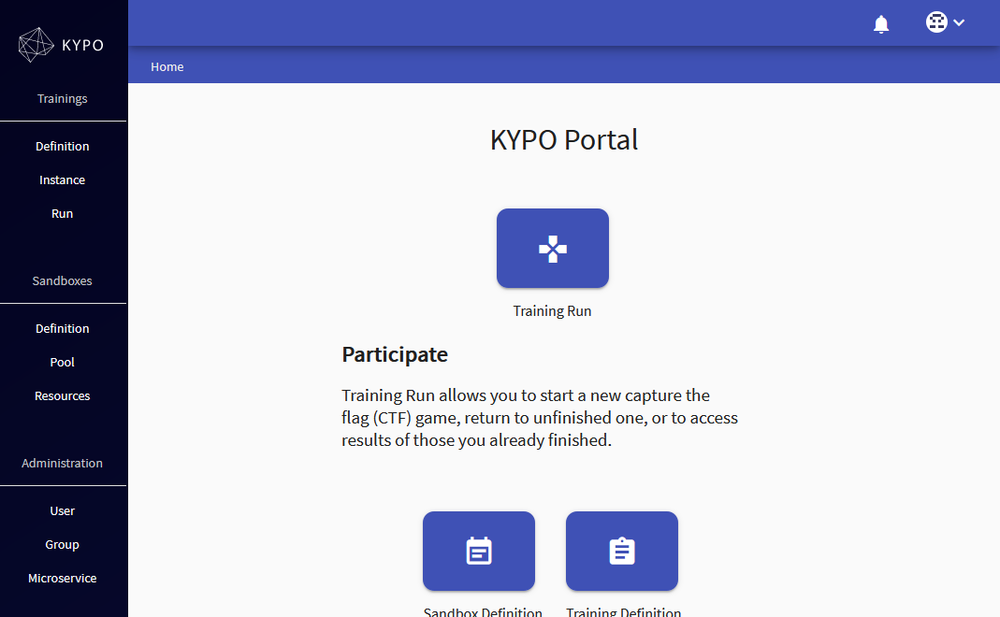 KYPO
Home
Trainings
Definition
Instance
Run
Sandboxes
Definition
Pool
Resources
Administration
User
Group
Microservice
KYPO Portal
Training Run
Participate
Training Run allows you to start a new capture the
flag (CTF) game, return to unfinished one, or to access
results of those you already finished.
Sandbox Definition
Training Definition